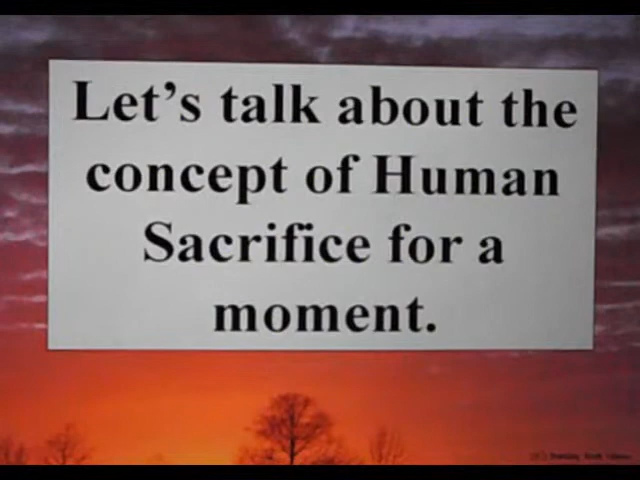 Let's talk about the
concept of Human
Sacrifice for a
moment.